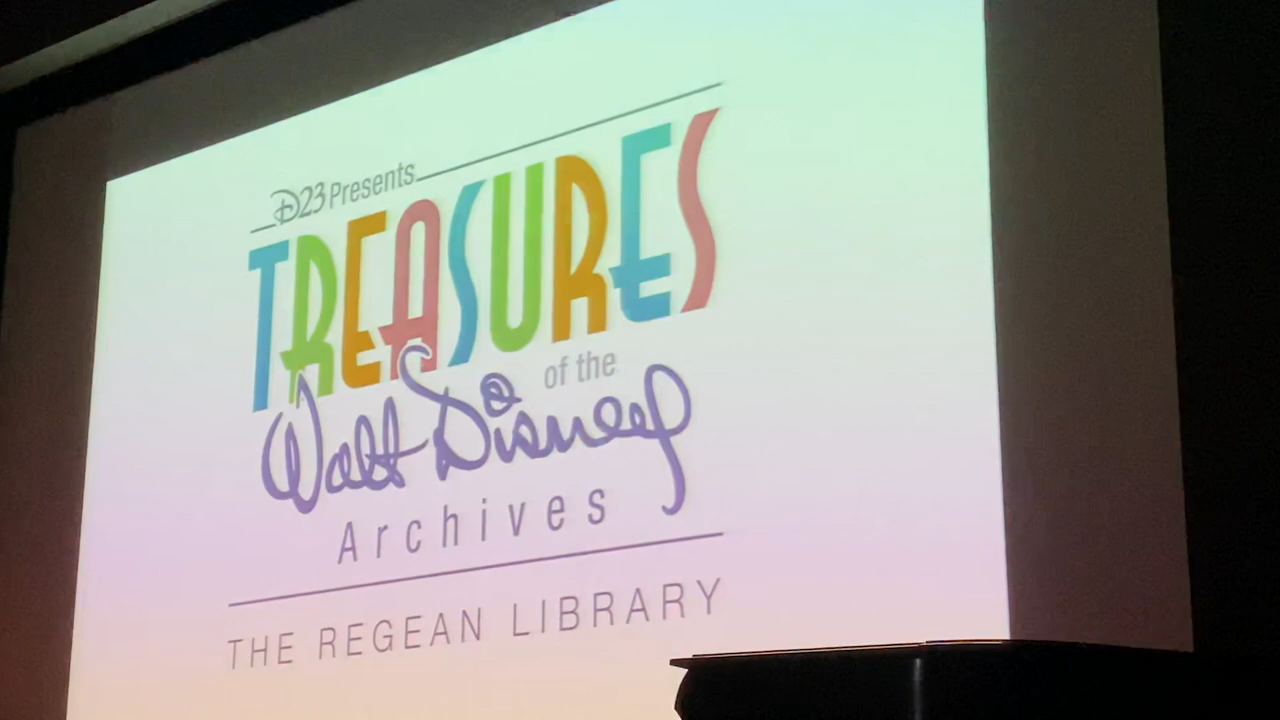 D23 Presents
TREASURES
of the
Walt Disney
Archives
THE REGEAN LIBRARY